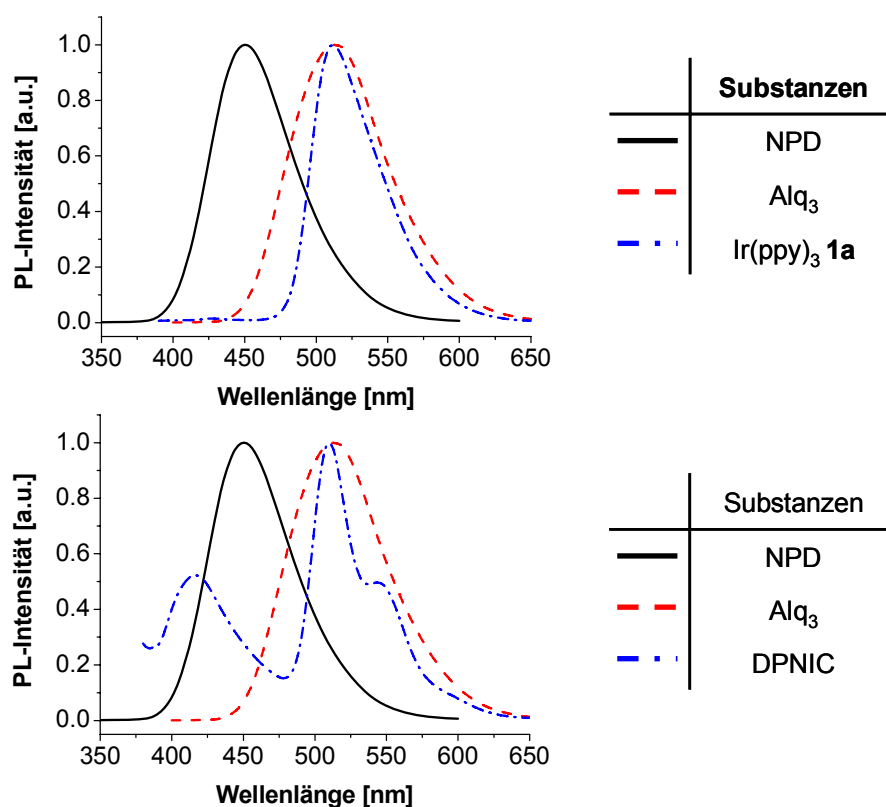 PL-Intensität [a.u.]
1.0
0.8
0.6
0.4
0.2
0.0
350 400 450 500 550 600 650
Wellenlänge [nm]
Substanzen
NPD
Alq3
Ir(ppy)3 1a
PL-Intensität [a.u.]
1.0
0.8
0.6
0.4
0.2
0.0
350 400 450 500 550 600 650
Wellenlänge [nm]
Substanzen
NPD
Alq3
DPNIC